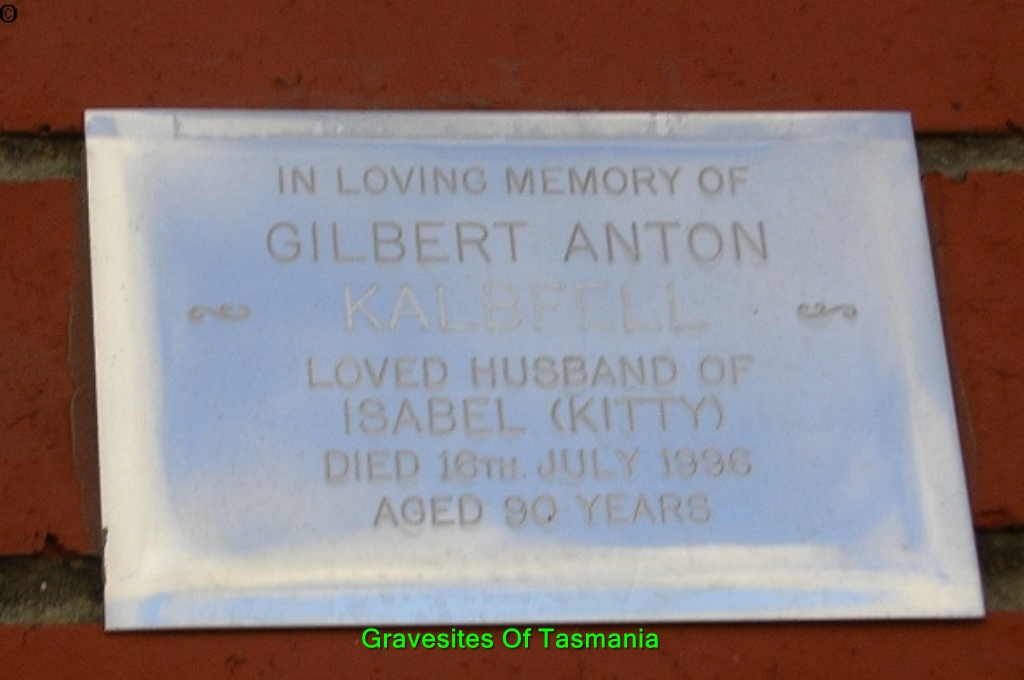 ©
IN LOVING MEMORY OF
GILBERT ANTON
KALBFELL
LOVED HUSBAND OF
ISABEL (KITTY)
DIED 16TH JULY 1996
AGED 90 YEARS
Gravesites Of Tasmania